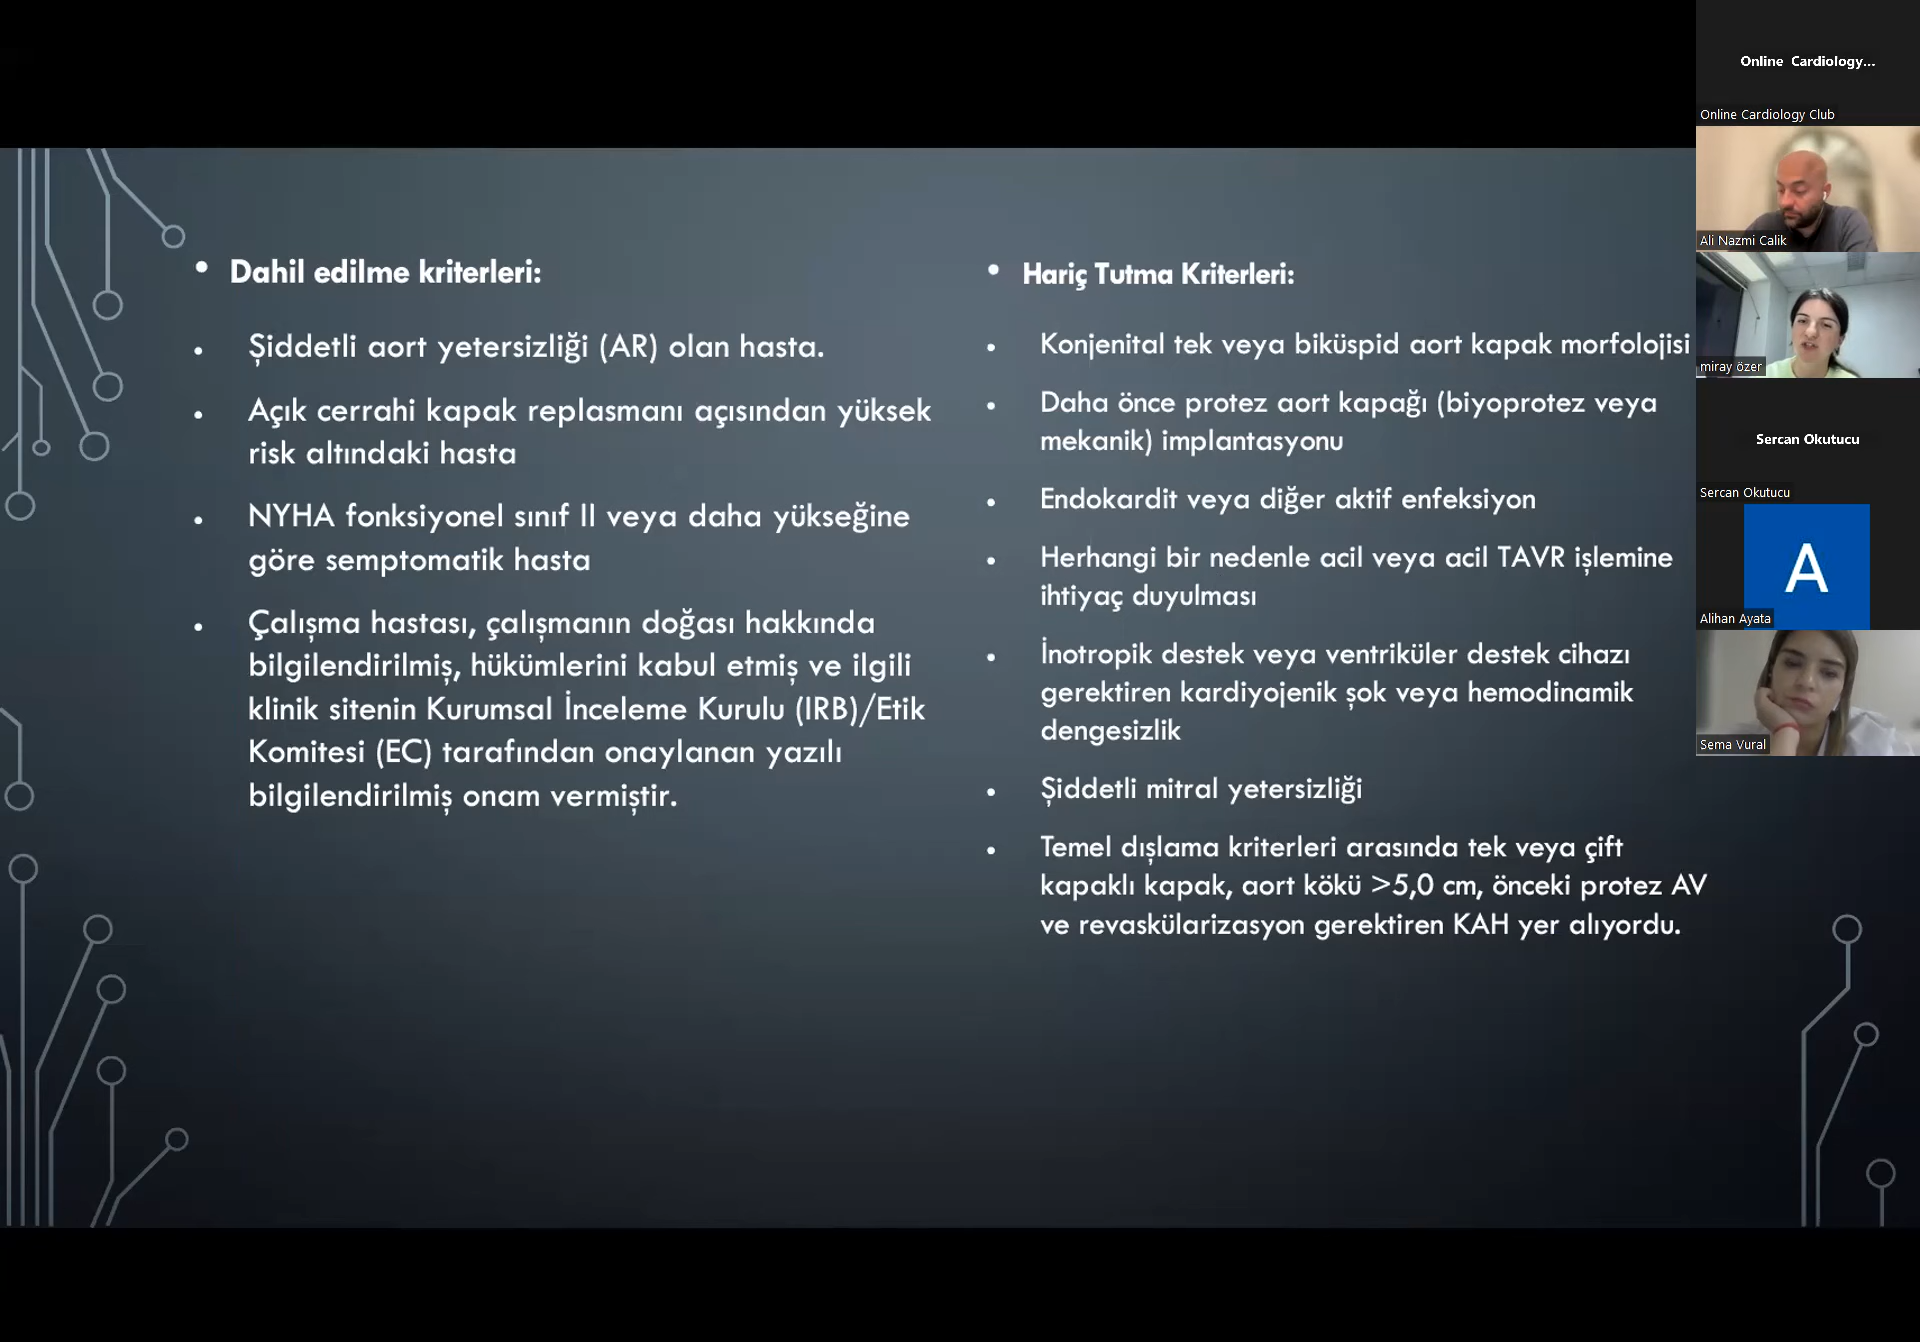 Dahil edilme kriterleri:
Şiddetli aort yetersizliği (AR) olan hasta.
Açık cerrahi kapak replasmanı açısından yüksek
risk altındaki hasta
NYHA fonksiyonel sınıf II veya daha yükseğine
göre semptomatik hasta
Çalışma hastası, çalışmanın doğası hakkında
bilgilendirilmiş, hükümlerini kabul etmiş ve ilgili
klinik sitenin Kurumsal İnceleme Kurulu (IRB)/Etik
Komitesi (EC) tarafından onaylanan yazılı
bilgilendirilmiş onam vermiştir.
Hariç Tutma Kriterleri:
Konjenital tek veya biküspid aort kapak morfolojisi
Daha önce protez aort kapağı (biyoprotez veya
mekanik) implantasyonu
Endokardit veya diğer aktif enfeksiyon
Herhangi bir nedenle acil veya acil TAVR işlemine
ihtiyaç duyulması
İnotropik destek veya ventriküler destek cihazı
gerektiren kardiyojenik şok veya hemodinamik
dengesizlik
Şiddetli mitral yetersizliği
Temel dışlama kriterleri arasında tek veya çift
kapaklı kapak, aort kökü >5,0 cm, önceki protez AV
ve revaskülarizasyon gerektiren KAH yer alıyordu.
Online Cardiology...
Online Cardiology Club
Ali Nazmi Calik
miray özer
Sercan Okutucu
Sercan Okutucu
A
Alihan Ayata
Sema Vural